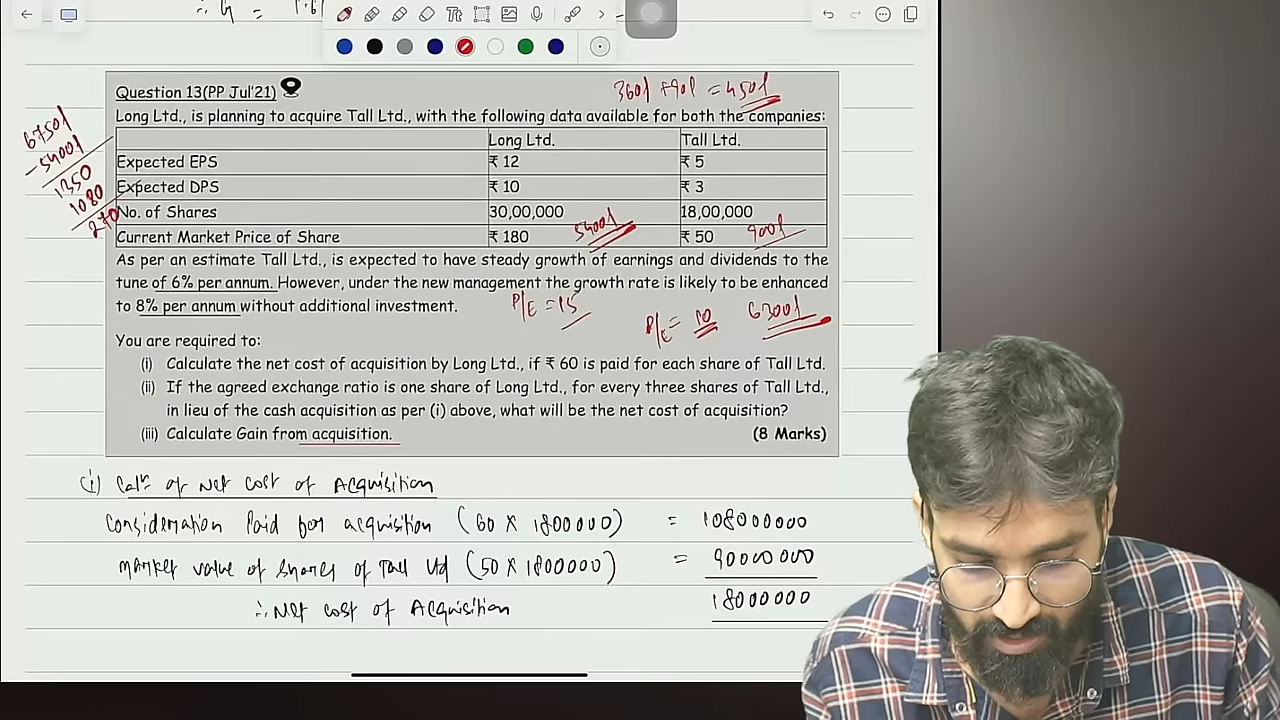 Question 13(PP Jul'21)
360l + 90l = 450l
Long Ltd., is planning to acquire Tall Ltd., with the following data available for both the companies:
Long Ltd. Tall Ltd.
Expected EPS ₹ 12 ₹ 5
Expected DPS ₹ 10 ₹ 3
No. of Shares 30,00,000 18,00,000
Current Market Price of Share ₹ 180 5400l ₹ 50 900l
6750l
- 5400l
1350
1080
270
As per an estimate Tall Ltd., is expected to have steady growth of earnings and dividends to the
tune of 6% per annum. However, under the new management the growth rate is likely to be enhanced
to 8% per annum without additional investment.
P/E = 15
P/E = 10 6300l
You are required to:
(i) Calculate the net cost of acquisition by Long Ltd., if ₹ 60 is paid for each share of Tall Ltd.
(ii) If the agreed exchange ratio is one share of Long Ltd., for every three shares of Tall Ltd.,
in lieu of the cash acquisition as per (i) above, what will be the net cost of acquisition?
(iii) Calculate Gain from acquisition. (8 Marks)
(i) Calⁿ of Net Cost of Acquisition
Consideration Paid for acquisition (60 × 1800000) = 108000000
Market value of shares of Tall Ltd (50 × 1800000) = 90000000
∴ Net cost of Acquisition 18000000